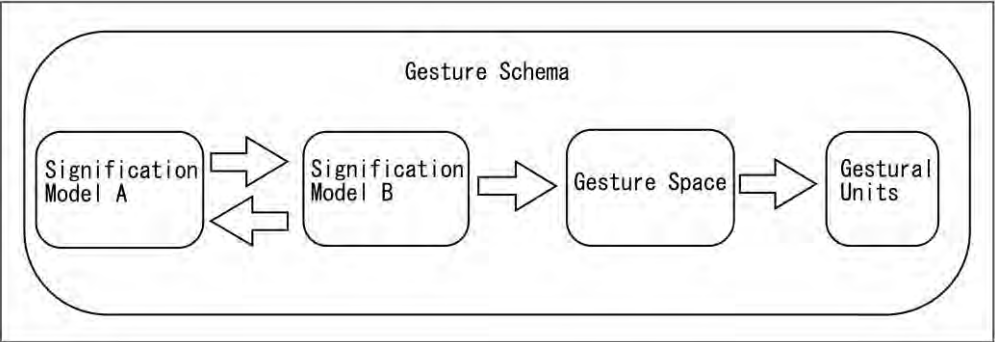 Gesture Schema
Signification
Model A
Signification
Model B
Gesture Space
Gestural
Units